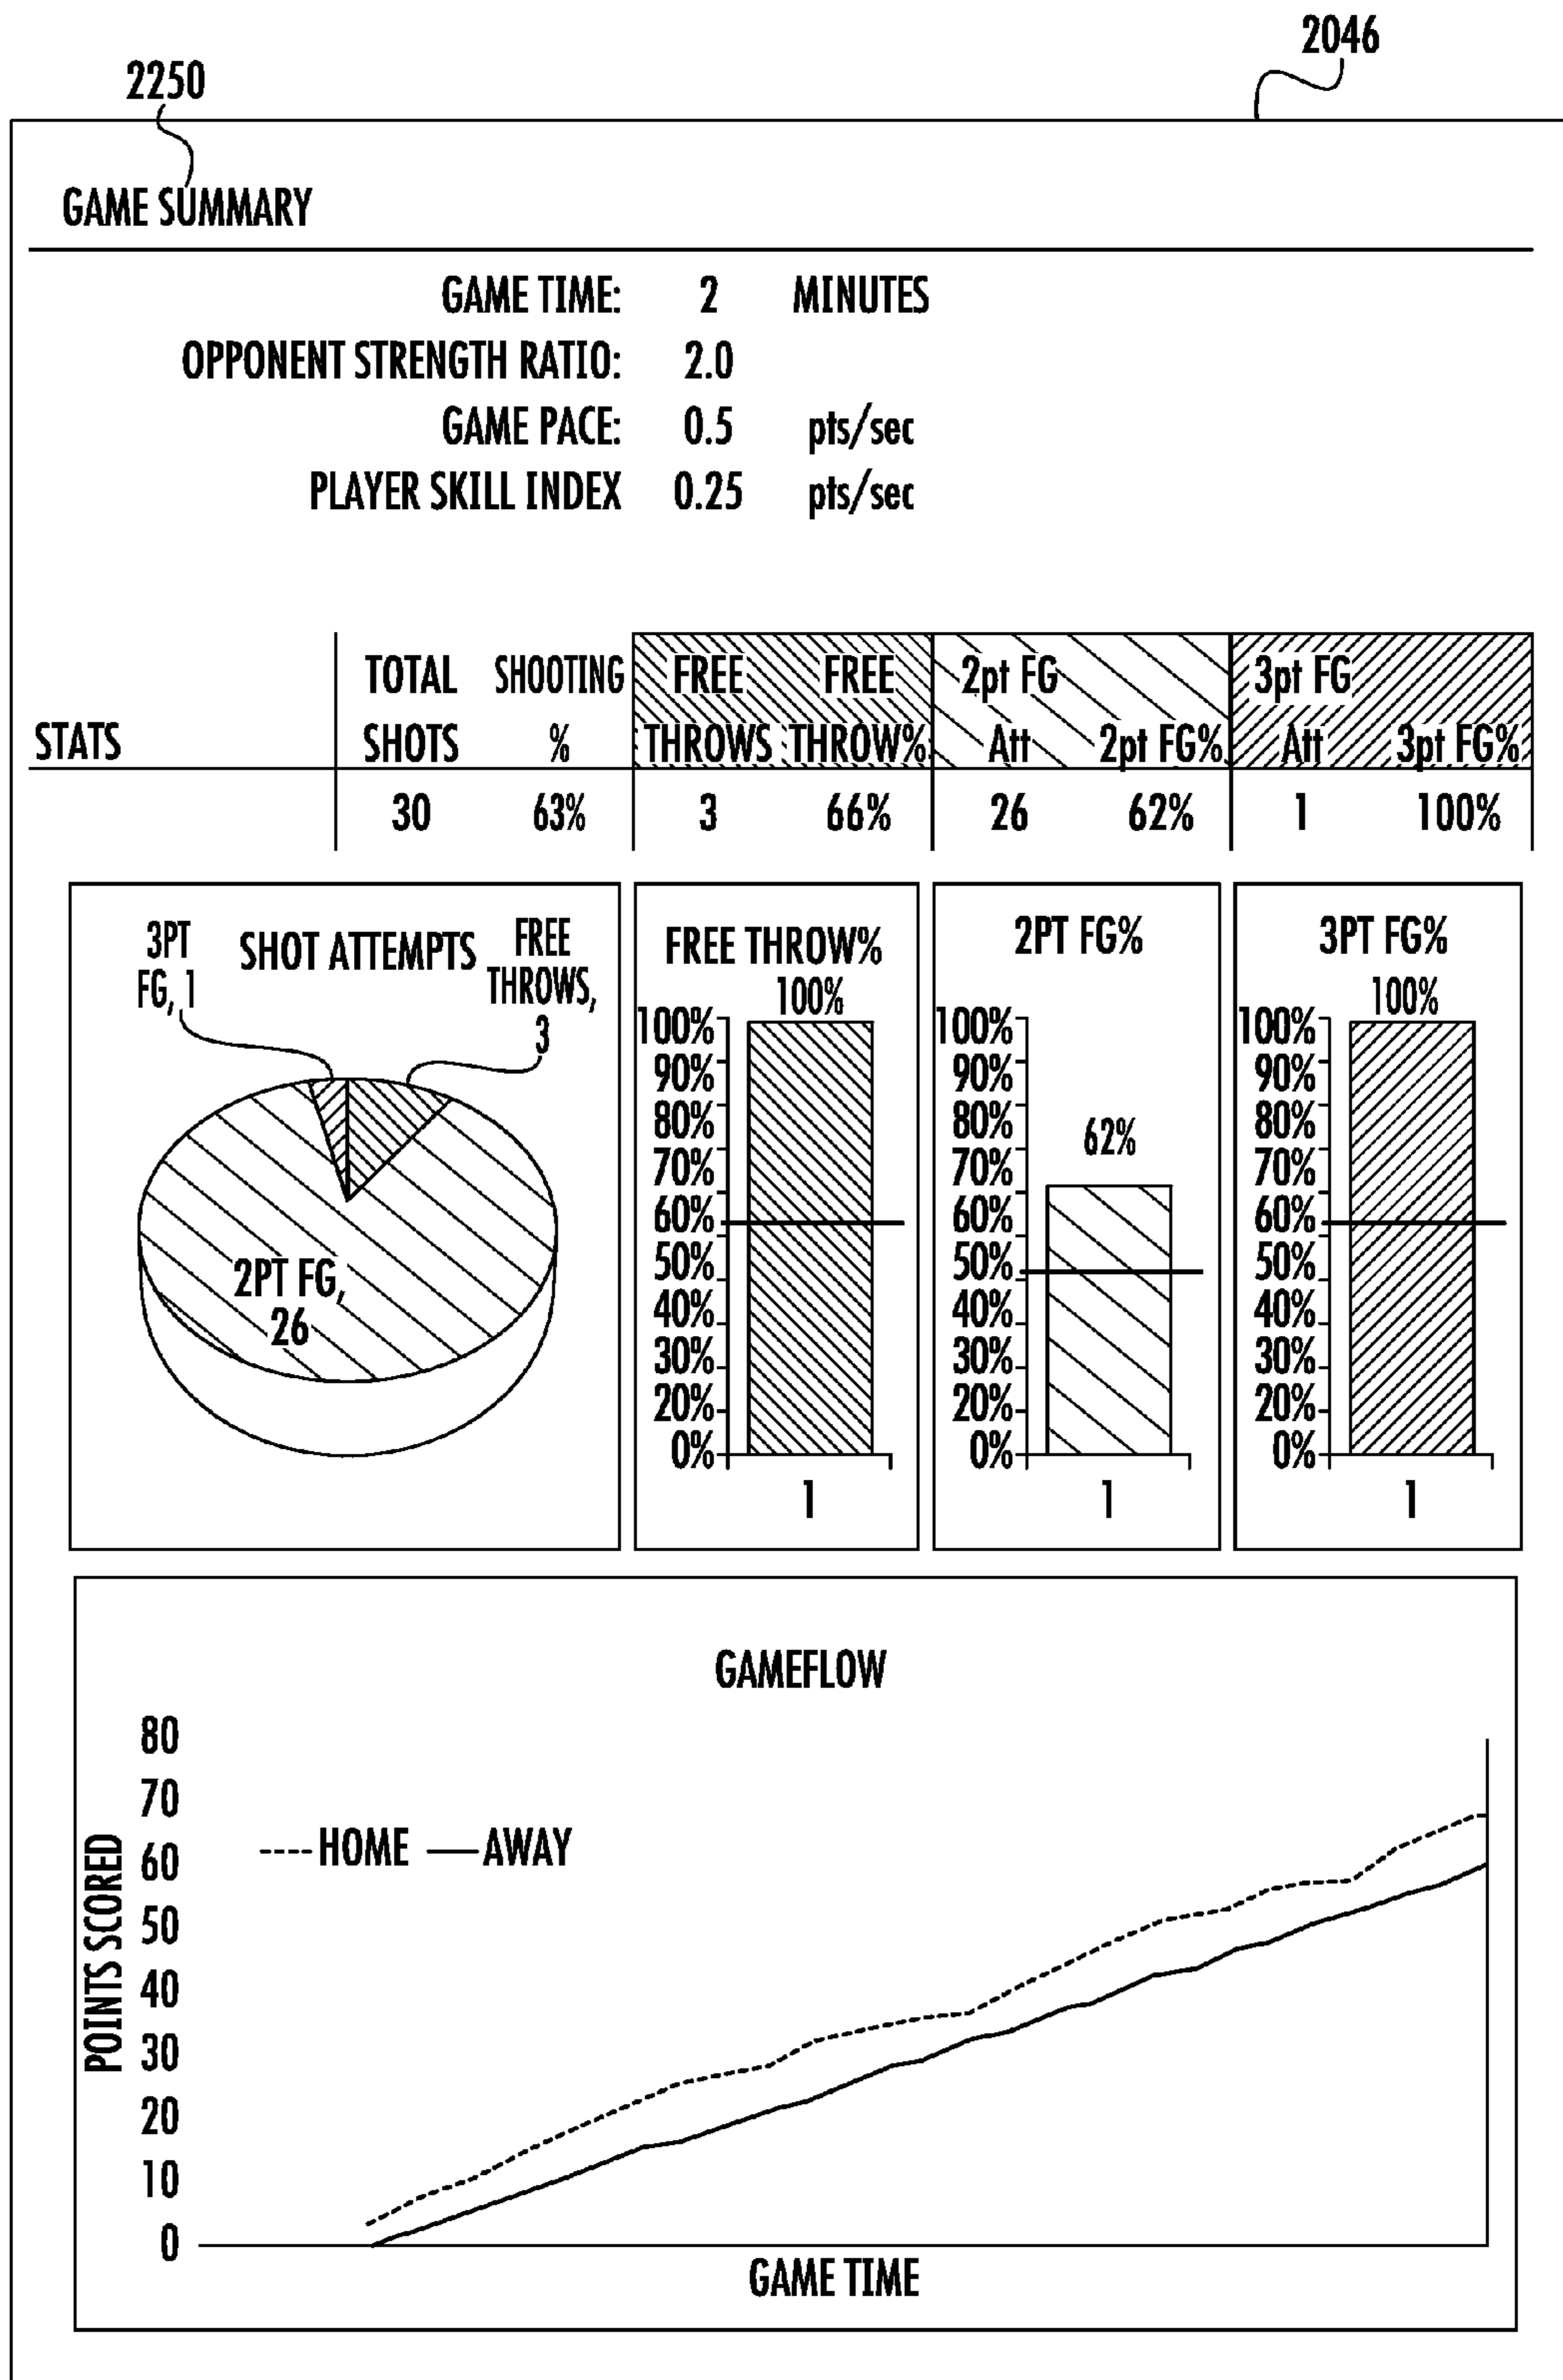 2046
2250
GAME SUMMARY
GAME TIME: 2 MINUTES
OPPONENT STRENGTH RATIO: 2.0
GAME PACE: 0.5 pts/sec
PLAYER SKILL INDEX 0.25 pts/sec
TOTAL SHOOTING FREE FREE 2pt FG 3pt FG
STATS SHOTS % THROWS THROW% Att 2pt FG% Att 3pt FG%
30 63% 3 66% 26 62% 1 100%
3PT
FG, 1
SHOT ATTEMPTS
FREE
THROWS,
3
2PT FG,
26
FREE THROW%
100%
100%
90%
80%
70%
60%
50%
40%
30%
20%
0%
1
2PT FG%
100%
90%
80%
62%
70%
60%
50%
40%
30%
20%
0%
1
3PT FG%
100%
100%
90%
80%
70%
60%
50%
40%
30%
20%
0%
1
GAMEFLOW
POINTS SCORED
80
70
60
50
40
30
20
10
0
HOME AWAY
GAME TIME